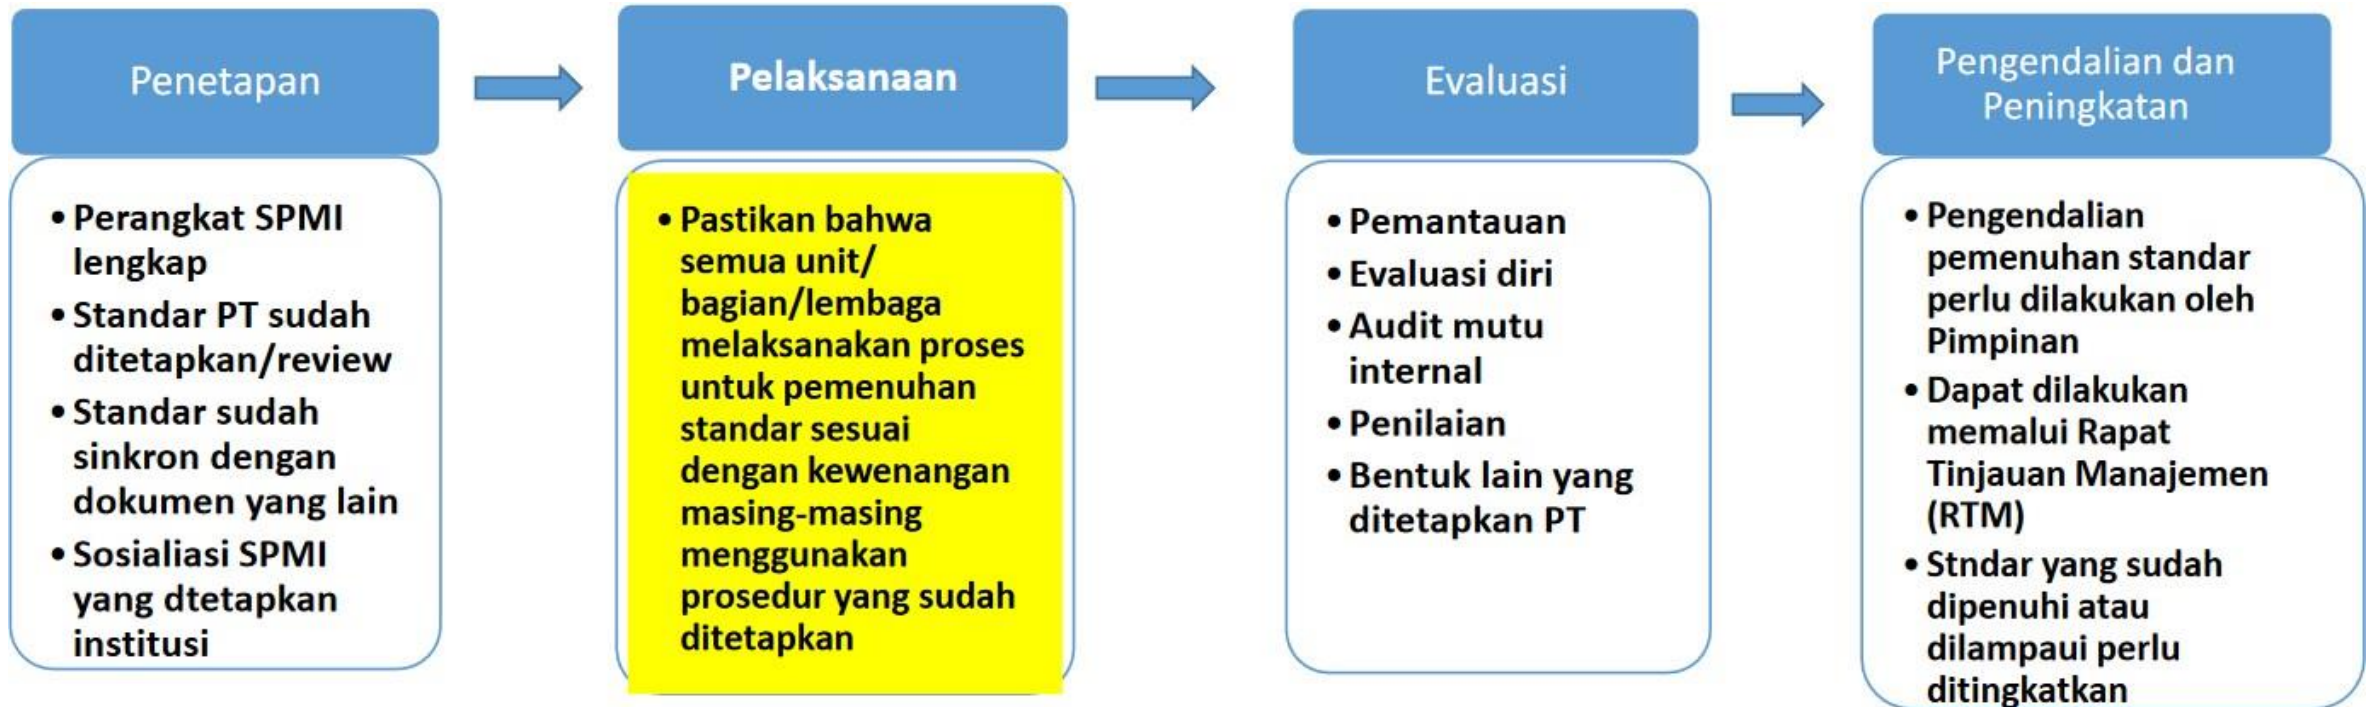 Penetapan
• Perangkat SPMI
lengkap
• Standar PT sudah
ditetapkan/review
• Standar sudah
sinkron dengan
dokumen yang lain
• Sosialiasi SPMI
yang dtetapkan
institusi
Pelaksanaan
• Pastikan bahwa
semua unit/
bagian/lembaga
melaksanakan proses
untuk pemenuhan
standar sesuai
dengan kewenangan
masing-masing
menggunakan
prosedur yang sudah
ditetapkan
Evaluasi
• Pemantauan
• Evaluasi diri
• Audit mutu
internal
• Penilaian
• Bentuk lain yang
ditetapkan PT
Pengendalian dan
Peningkatan
• Pengendalian
pemenuhan standar
perlu dilakukan oleh
Pimpinan
• Dapat dilakukan
memalui Rapat
Tinjauan Manajemen
(RTM)
• Stndar yang sudah
dipenuhi atau
dilampaui perlu
ditingkatkan